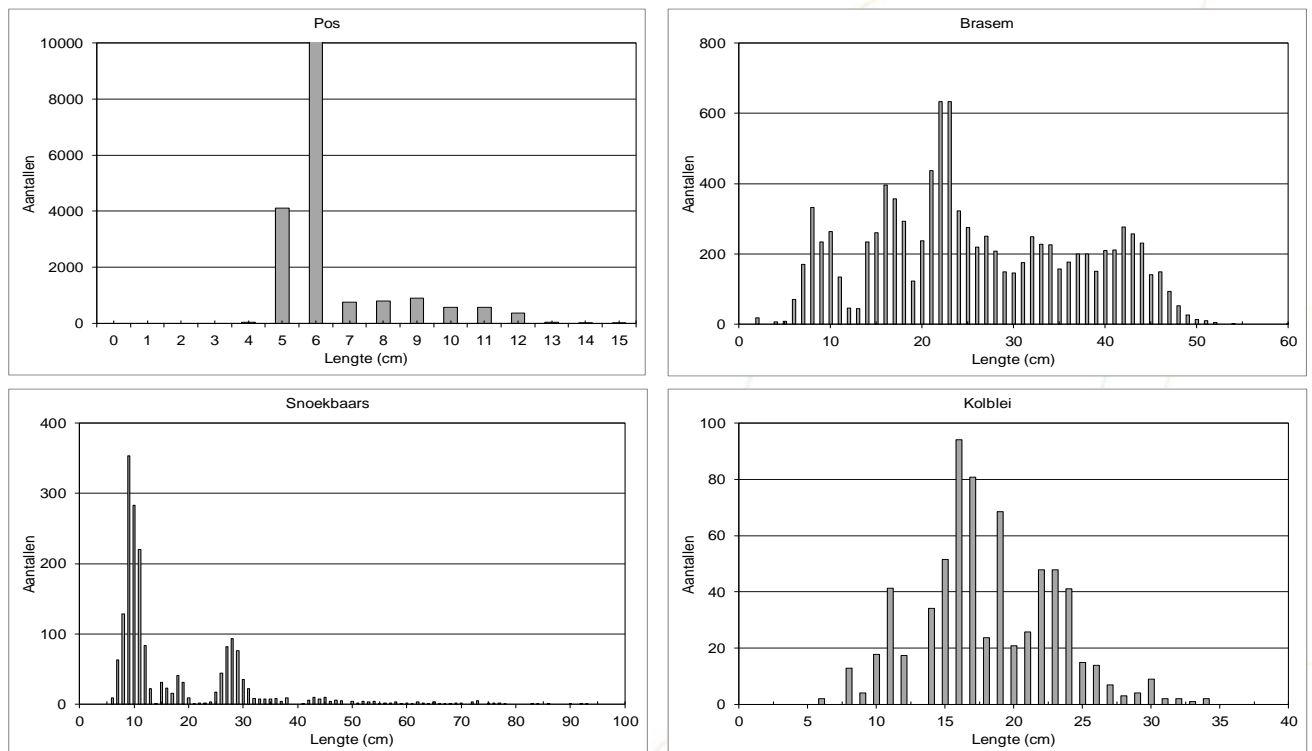 Pos
10000
8000
6000
4000
2000
0
Aantallen
0 1 2 3 4 5 6 7 8 9 10 11 12 13 14 15
Lengte (cm)
Brasem
800
600
400
200
0
Aantallen
0 10 20 30 40 50 60
Lengte (cm)
Snoekbaars
400
300
200
100
0
Aantallen
0 10 20 30 40 50 60 70 80 90 100
Lengte (cm)
Kolblei
100
80
60
40
20
0
Aantallen
0 5 10 15 20 25 30 35 40
Lengte (cm)